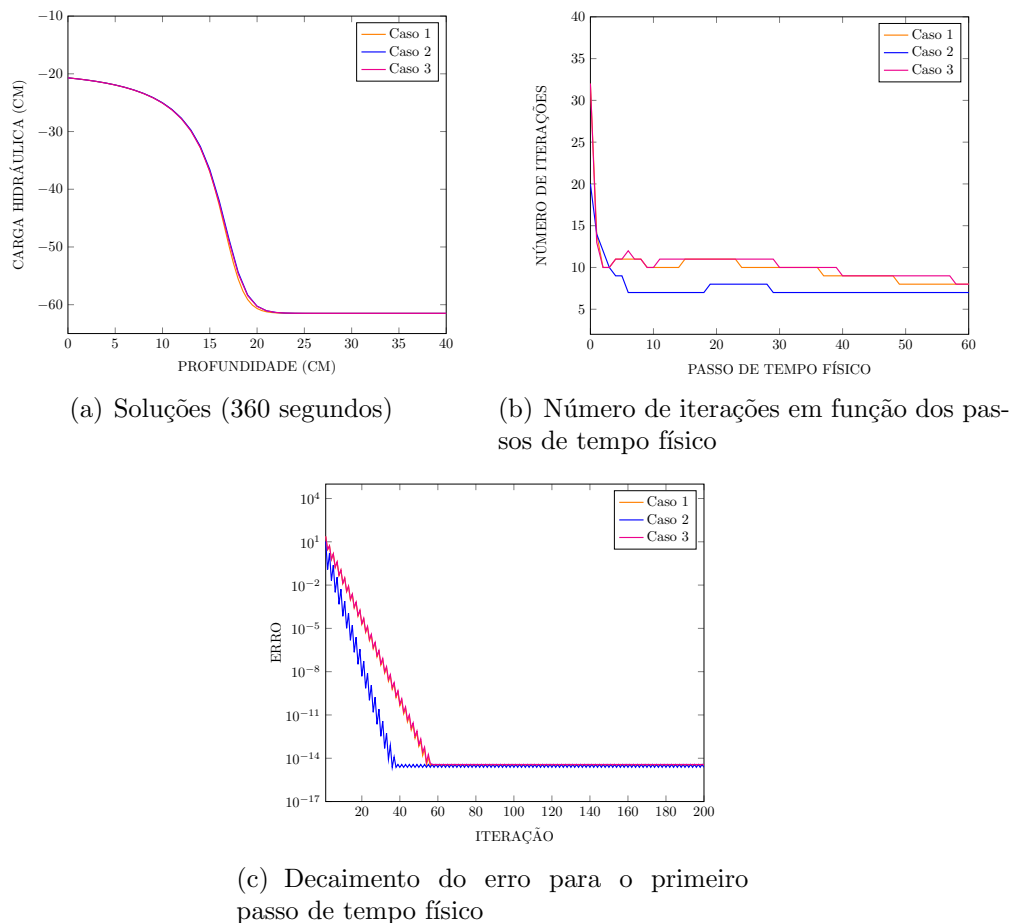 −10
−20
−30
−40
−50
−60
0 5 10 15 20 25 30 35 40
CARGA HIDRÁULICA (CM)
PROFUNDIDADE (CM)
Caso 1
Caso 2
Caso 3
(a) Soluções (360 segundos)
40
35
30
25
20
15
10
5
0 10 20 30 40 50 60
NÚMERO DE ITERAÇÕES
PASSO DE TEMPO FÍSICO
Caso 1
Caso 2
Caso 3
(b) Número de iterações em função dos pas-
sos de tempo físico
10⁴
10¹
10⁻²
10⁻⁵
10⁻⁸
10⁻¹¹
10⁻¹⁴
10⁻¹⁷
20 40 60 80 100 120 140 160 180 200
ERRO
ITERAÇÃO
Caso 1
Caso 2
Caso 3
(c) Decaimento do erro para o primeiro
passo de tempo físico